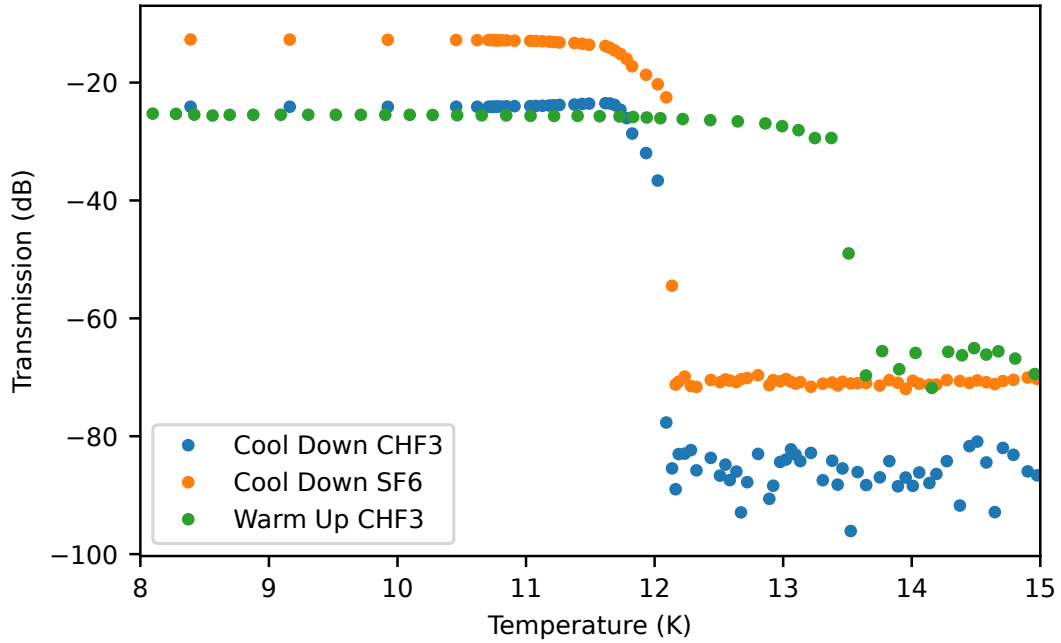 −20
−40
−60
−80
−100
Transmission (dB)
Cool Down CHF3
Cool Down SF6
Warm Up CHF3
8 9 10 11 12 13 14 15
Temperature (K)